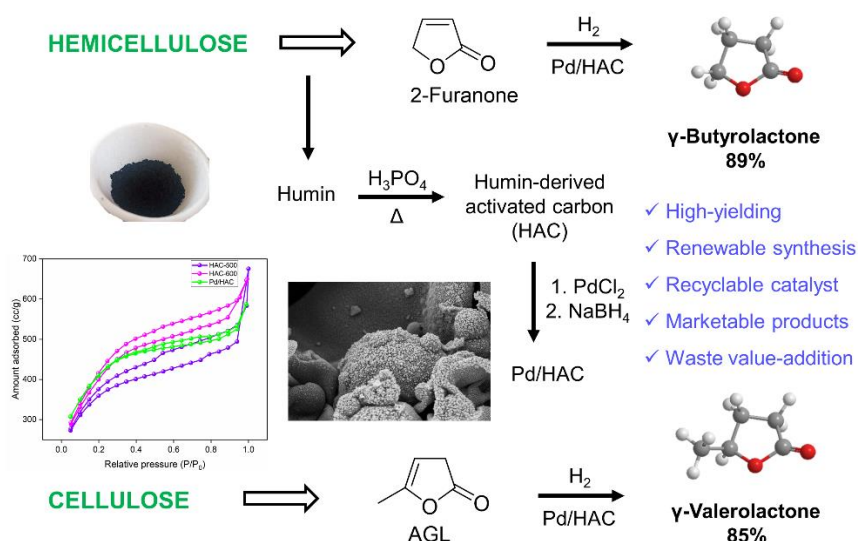 HEMICELLULOSE
O
O
2-Furanone
H₂
Pd/HAC
γ-Butyrolactone
89%
Humin
H₃PO₄
Δ
Humin-derived
activated carbon
(HAC)
✓ High-yielding
✓ Renewable synthesis
✓ Recyclable catalyst
✓ Marketable products
✓ Waste value-addition
1. PdCl₂
2. NaBH₄
Pd/HAC
700
600
500
400
300
HAC-500
HAC-600
Pd/HAC
Amount adsorbed (cc/g)
0.0 0.2 0.4 0.6 0.8 1.0
Relative pressure (P/P₀)
CELLULOSE
O
O
AGL
H₂
Pd/HAC
γ-Valerolactone
85%